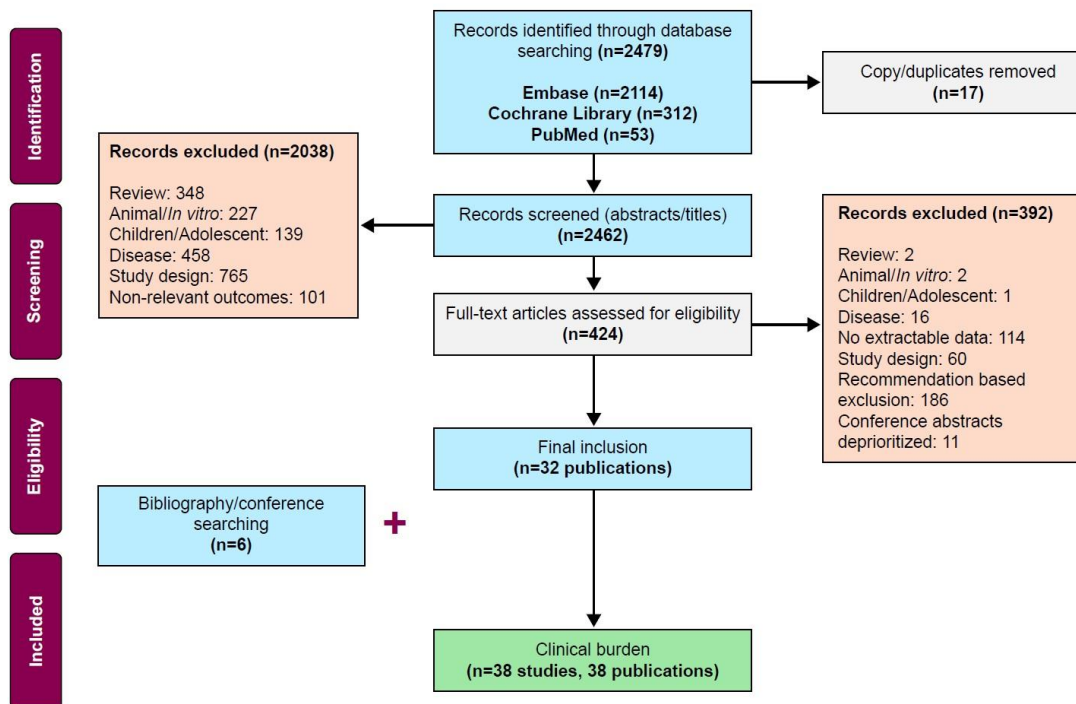 Identification
Screening
Eligibility
Included
Records identified through database
searching (n=2479)
Embase (n=2114)
Cochrane Library (n=312)
PubMed (n=53)
Copy/duplicates removed
(n=17)
Records excluded (n=2038)
Review: 348
Animal/In vitro: 227
Children/Adolescent: 139
Disease: 458
Study design: 765
Non-relevant outcomes: 101
Records screened (abstracts/titles)
(n=2462)
Records excluded (n=392)
Review: 2
Animal/In vitro: 2
Children/Adolescent: 1
Disease: 16
No extractable data: 114
Study design: 60
Recommendation based
exclusion: 186
Conference abstracts
deprioritized: 11
Full-text articles assessed for eligibility
(n=424)
Final inclusion
(n=32 publications)
Bibliography/conference
searching
(n=6)
+
Clinical burden
(n=38 studies, 38 publications)